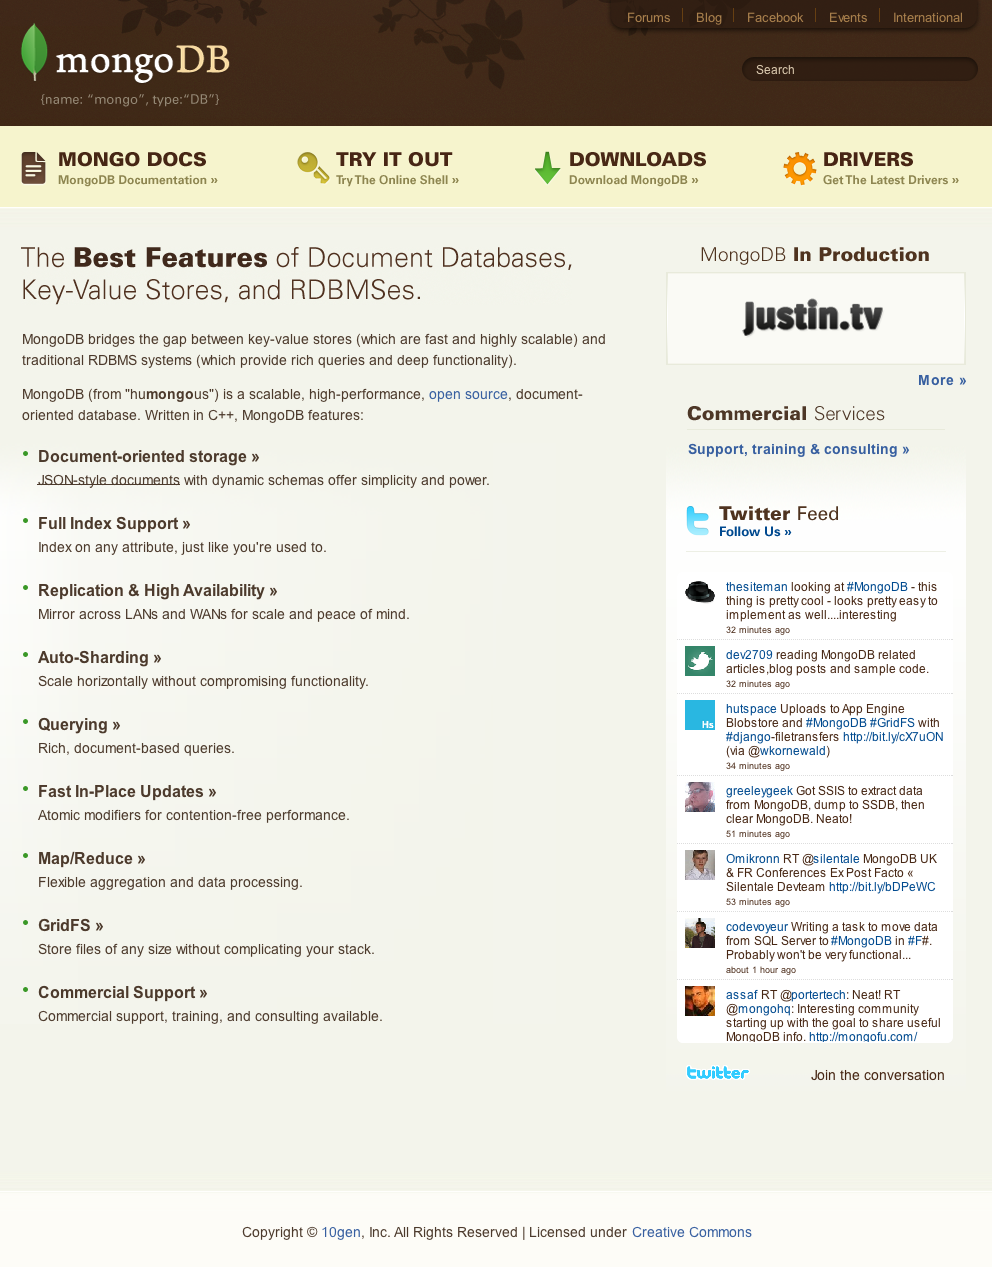 Forums Blog Facebook Events International
mongoDB
Search
{name: “mongo”, type:“DB”}
MONGO DOCS
MongoDB Documentation »
TRY IT OUT
Try The Online Shell »
DOWNLOADS
Download MongoDB »
DRIVERS
Get The Latest Drivers »
The Best Features of Document Databases,
Key-Value Stores, and RDBMSes.
MongoDB bridges the gap between key-value stores (which are fast and highly scalable) and
traditional RDBMS systems (which provide rich queries and deep functionality).
MongoDB (from "humongous") is a scalable, high-performance, open source, document-
oriented database. Written in C++, MongoDB features:
• Document-oriented storage »
JSON-style documents with dynamic schemas offer simplicity and power.
• Full Index Support »
Index on any attribute, just like you're used to.
• Replication & High Availability »
Mirror across LANs and WANs for scale and peace of mind.
• Auto-Sharding »
Scale horizontally without compromising functionality.
• Querying »
Rich, document-based queries.
• Fast In-Place Updates »
Atomic modifiers for contention-free performance.
• Map/Reduce »
Flexible aggregation and data processing.
• GridFS »
Store files of any size without complicating your stack.
• Commercial Support »
Commercial support, training, and consulting available.
MongoDB In Production
Justin.tv
More »
Commercial Services
Support, training & consulting »
Twitter Feed
Follow Us »
thesiteman looking at #MongoDB - this
thing is pretty cool - looks pretty easy to
implement as well....interesting
32 minutes ago
dev2709 reading MongoDB related
articles,blog posts and sample code.
32 minutes ago
Hs
hutspace Uploads to App Engine
Blobstore and #MongoDB #GridFS with
#django-filetransfers http://bit.ly/cX7uON
(via @wkornewald)
34 minutes ago
greeleygeek Got SSIS to extract data
from MongoDB, dump to SSDB, then
clear MongoDB. Neato!
51 minutes ago
Omikronn RT @silentale MongoDB UK
& FR Conferences Ex Post Facto «
Silentale Devteam http://bit.ly/bDPeWC
53 minutes ago
codevoyeur Writing a task to move data
from SQL Server to #MongoDB in #F#.
Probably won't be very functional...
about 1 hour ago
assaf RT @portertech: Neat! RT
@mongohq: Interesting community
starting up with the goal to share useful
MongoDB info. http://mongofu.com/
twitter
Join the conversation
Copyright © 10gen, Inc. All Rights Reserved | Licensed under Creative Commons